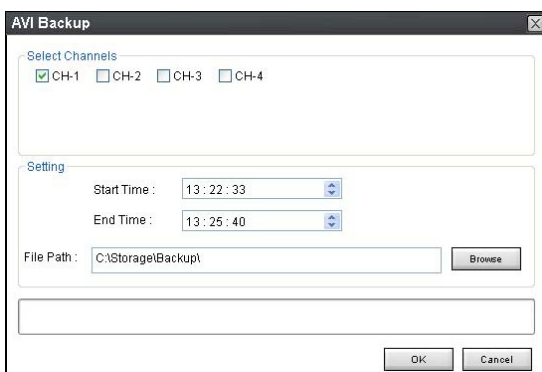 AVI Backup
Select Channels
CH-1 CH-2 CH-3 CH-4
Setting
Start Time : 13 : 22 : 33
End Time : 13 : 25 : 40
File Path : C:\Storage\Backup\ Browse
OK Cancel